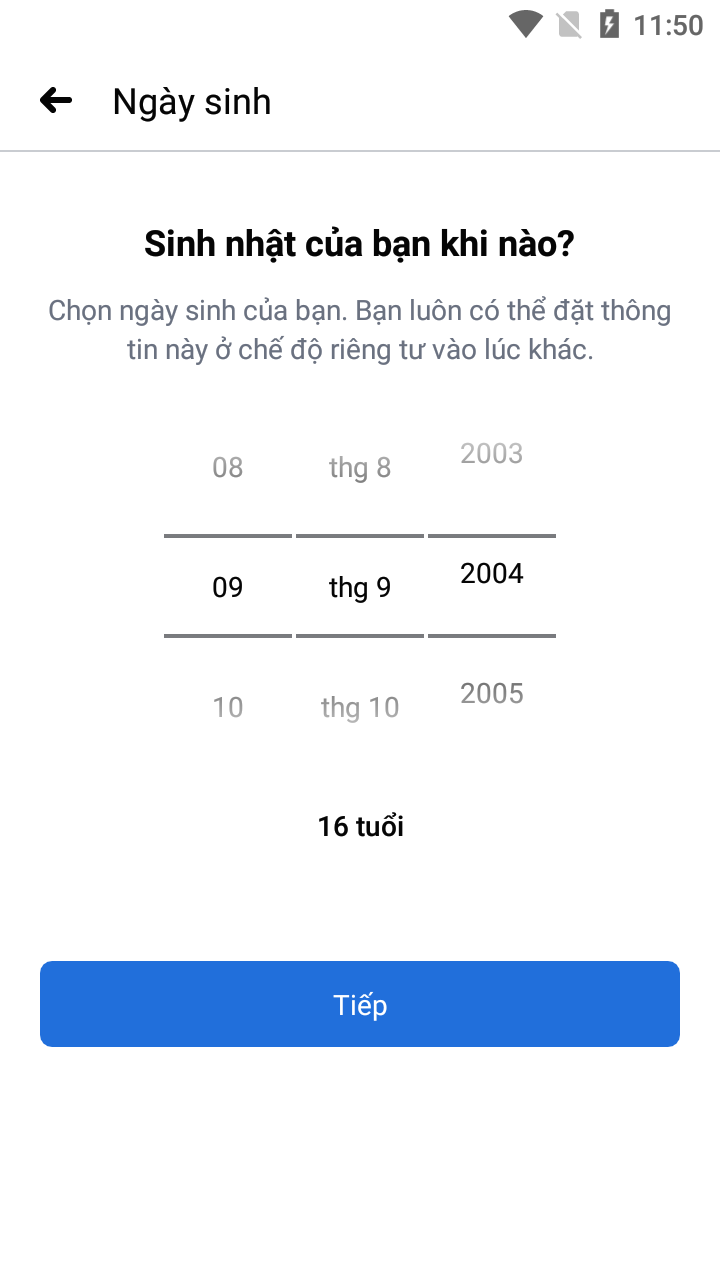 11:50
Ngày sinh
Sinh nhật của bạn khi nào?
Chọn ngày sinh của bạn. Bạn luôn có thể đặt thông
tin này ở chế độ riêng tư vào lúc khác.
08 thg 8 2003
09 thg 9 2004
10 thg 10 2005
16 tuổi
Tiếp